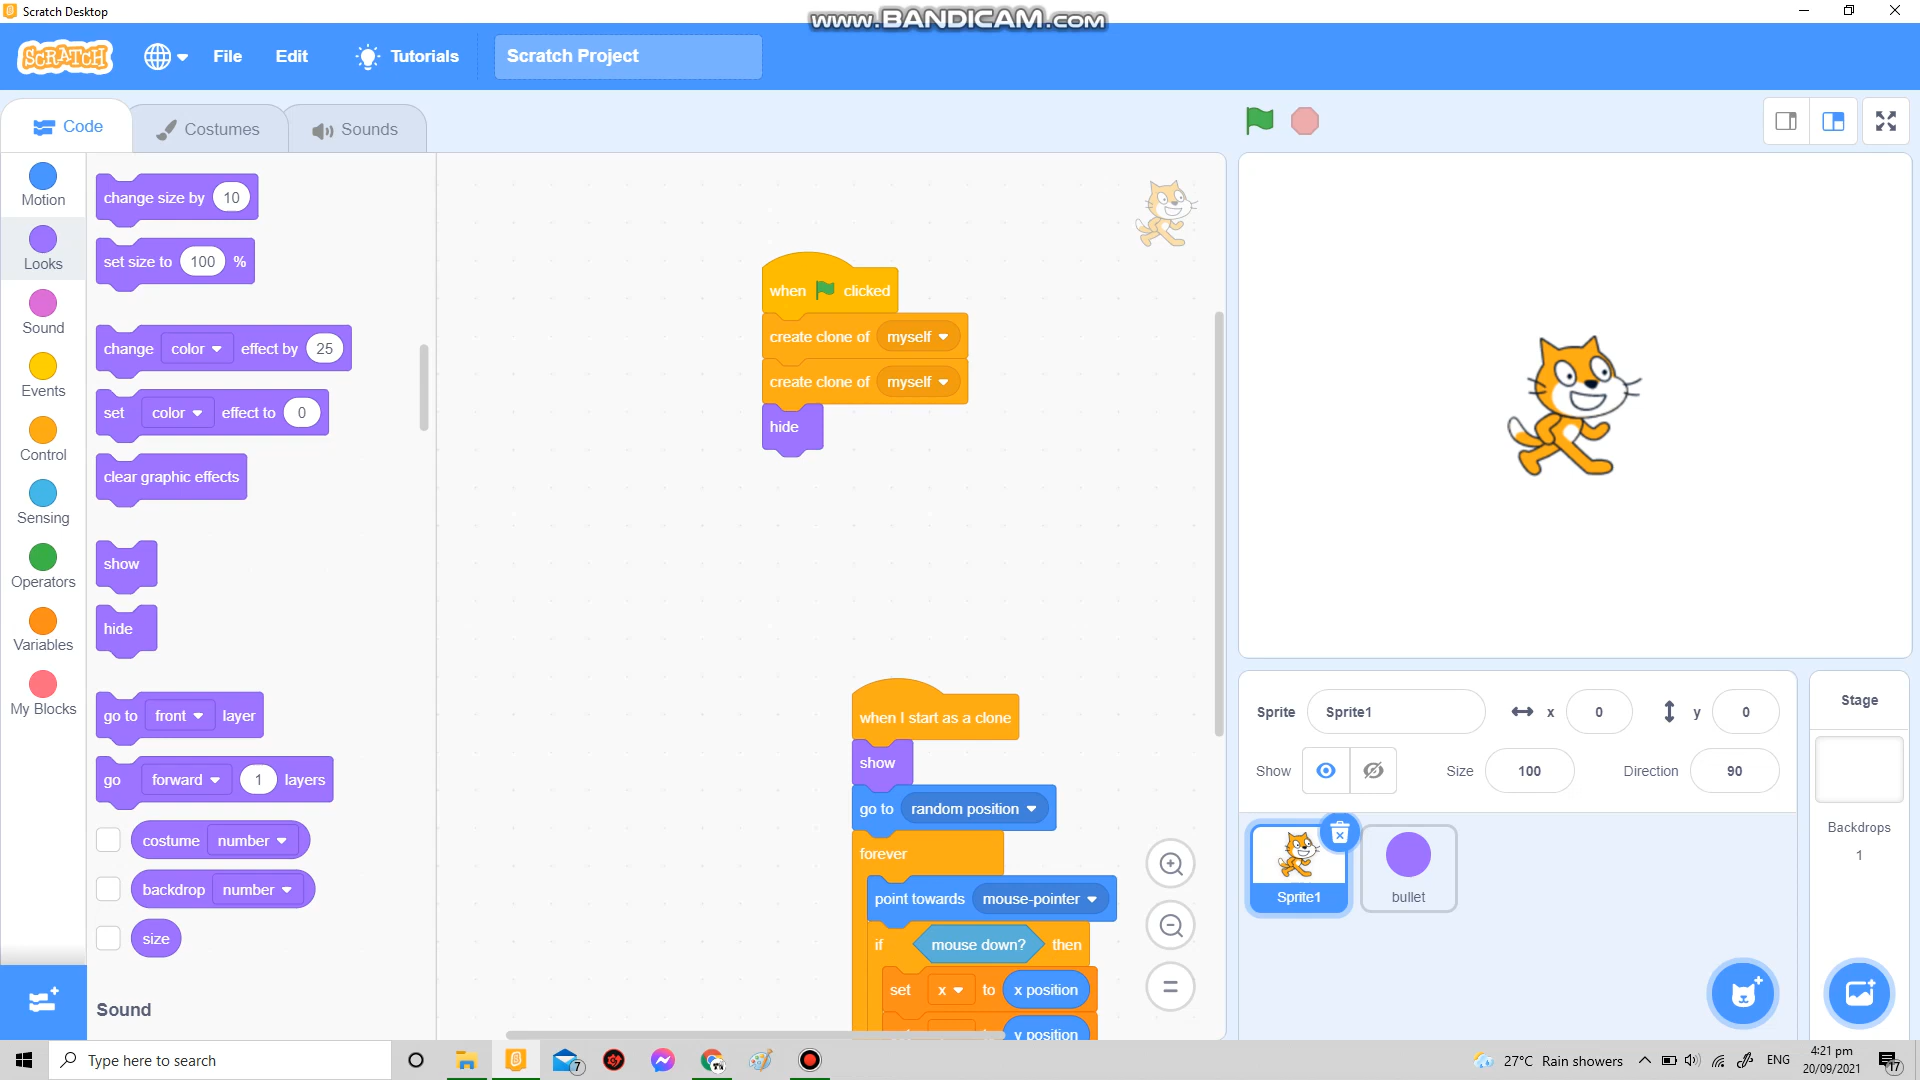 Scratch Desktop
www.BANDICAM.com
SCRATCH
File
Edit
Tutorials
Scratch Project
Code
Costumes
Sounds
Motion
Looks
Sound
Events
Control
Sensing
Operators
Variables
My Blocks
change size by 10
set size to 100 %
change color effect by 25
set color effect to 0
clear graphic effects
show
hide
go to front layer
go forward 1 layers
costume number
backdrop number
size
Sound
when clicked
create clone of myself
create clone of myself
hide
when I start as a clone
show
go to random position
forever
point towards mouse-pointer
if mouse down? then
set x to x position
y position
Sprite Sprite1 x 0 y 0
Show Size 100 Direction 90
Sprite1
bullet
Stage
Backdrops
1
Type here to search
7
27°C Rain showers
ENG
4:21 pm
20/09/2021
17